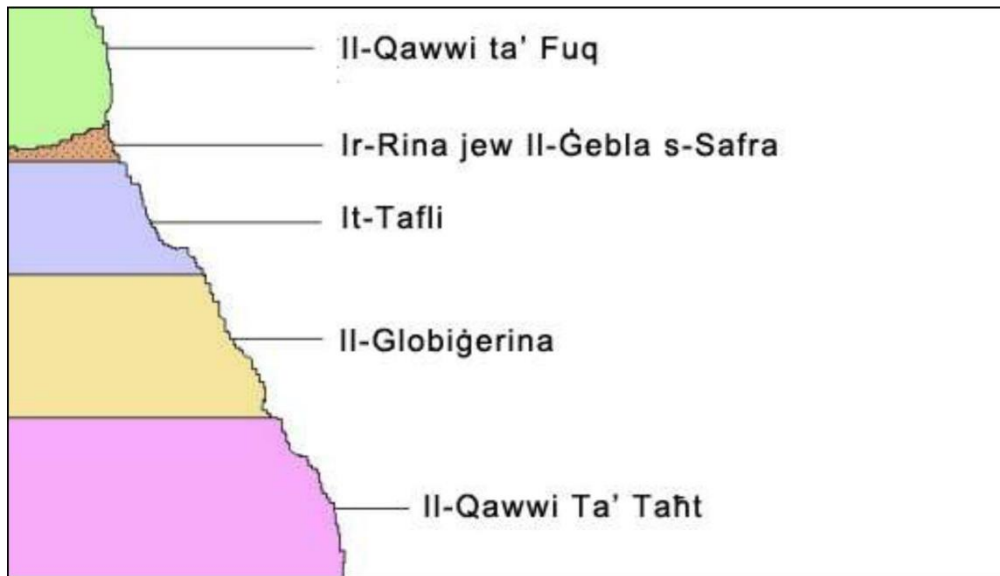 Il-Qawwi ta’ Fuq
Ir-Rina jew Il-Ġebla s-Safra
It-Tafli
Il-Globiġerina
Il-Qawwi Ta’ Taħt